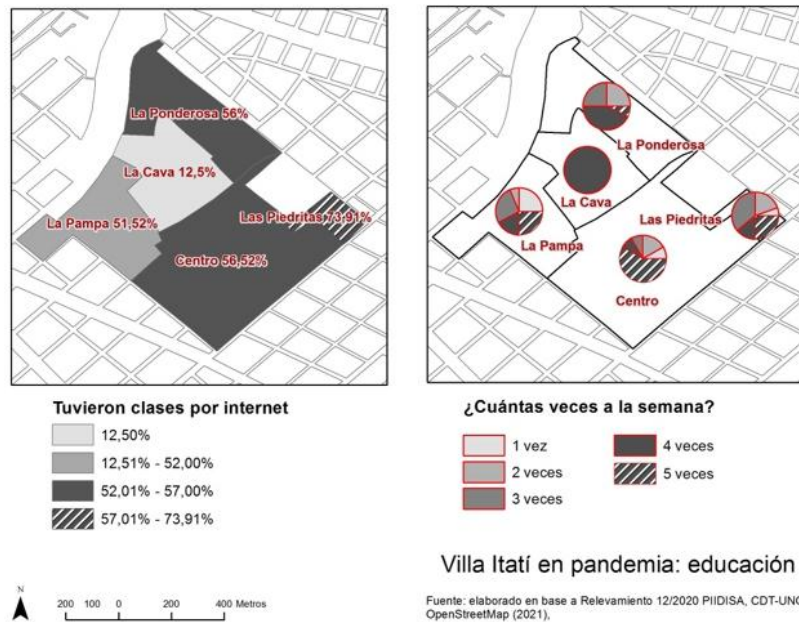 La Ponderosa 56%
La Cava 12,5%
La Pampa 51,52%
Las Piedritas 73,91%
Centro 56,52%
La Ponderosa
La Cava
La Pampa
Las Piedritas
Centro
Tuvieron clases por internet
12,50%
12,51% - 52,00%
52,01% - 57,00%
57,01% - 73,91%
¿Cuántas veces a la semana?
1 vez
2 veces
3 veces
4 veces
5 veces
Villa Itatí en pandemia: educación
N
200 100 0 200 400 Metros
Fuente: elaborado en base a Relevamiento 12/2020 PIIDISA, CDT-UNQ
OpenStreetMap (2021),